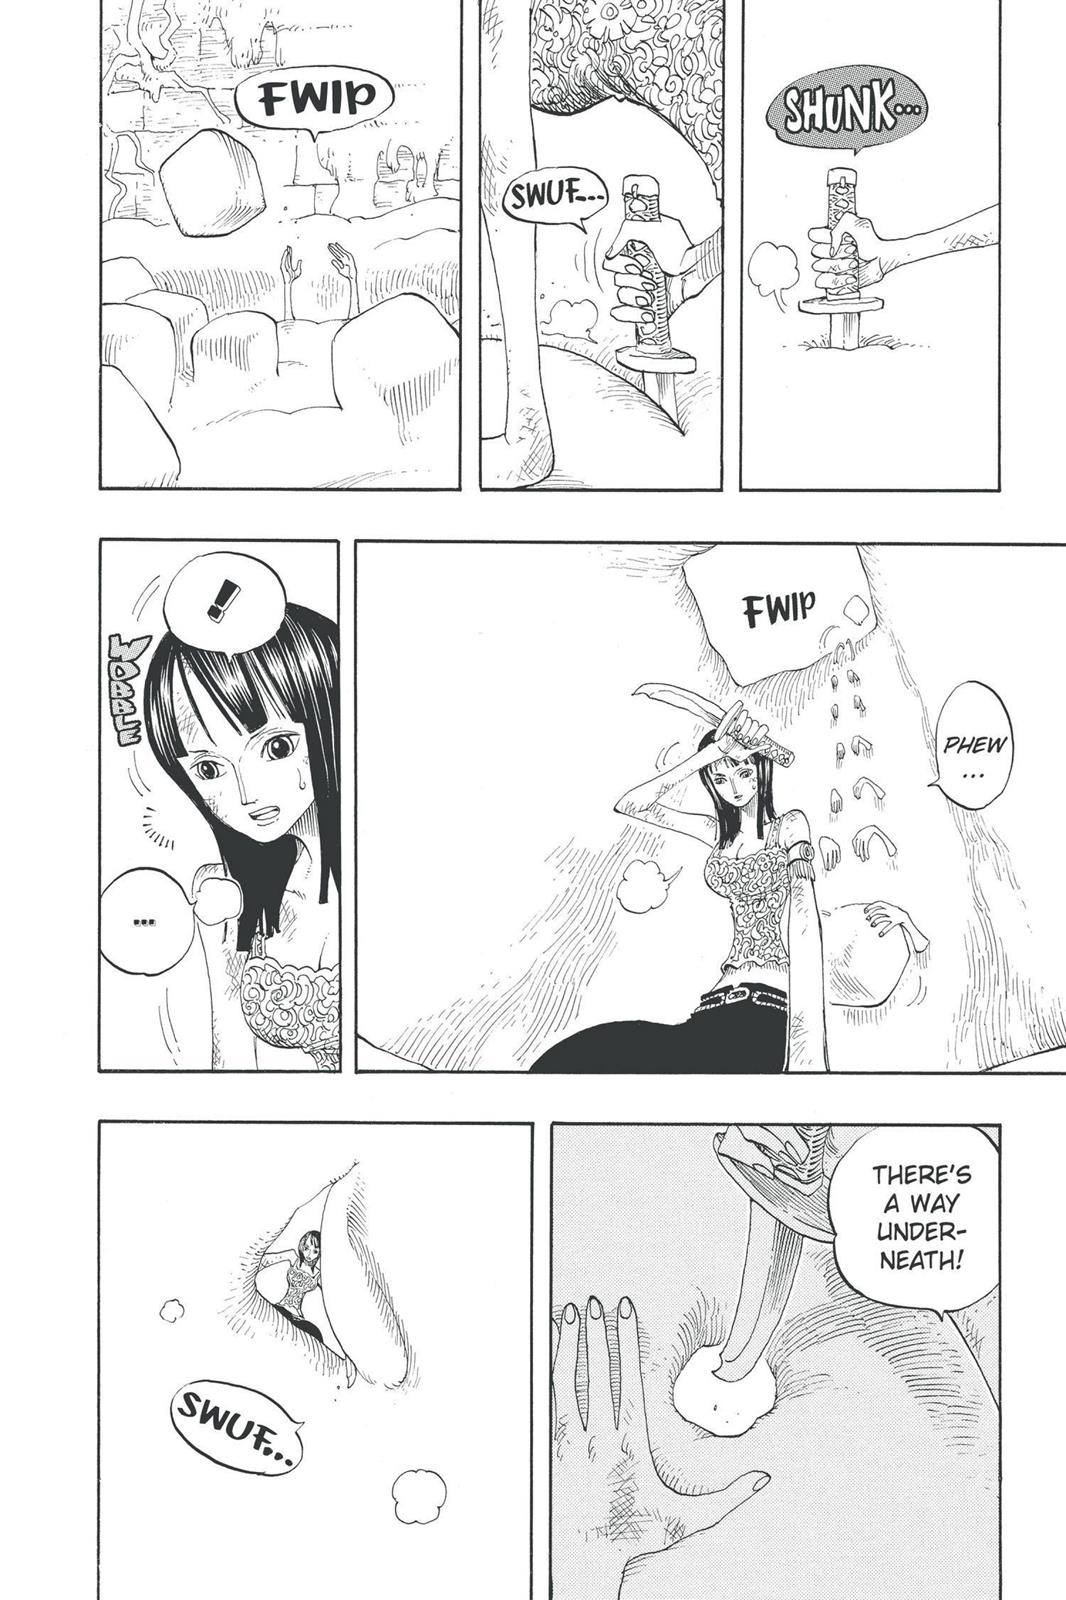 SHUNK...
SWUF...
FWIP
FWIP
PHEW
...
!
WOBBLE
...
THERE'S
A WAY
UNDER-
NEATH!
SWUF...